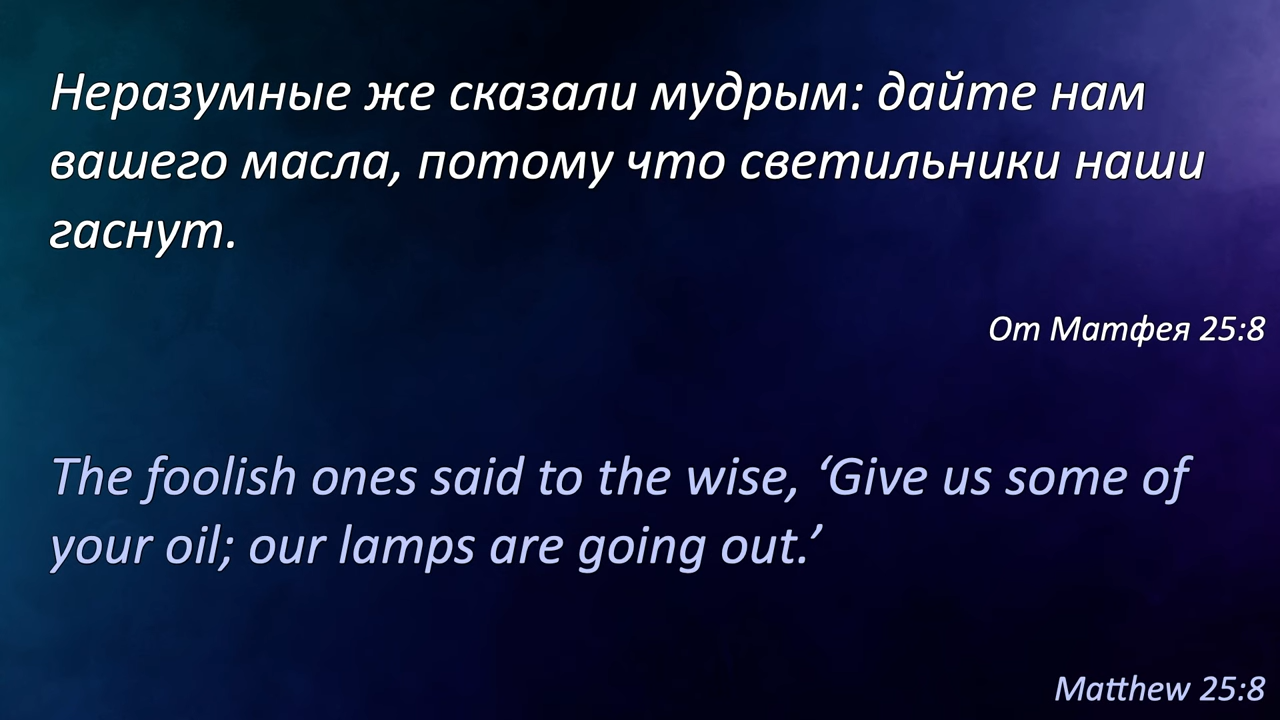 Неразумные же сказали мудрым: дайте нам
вашего масла, потому что светильники наши
гаснут.
От Матфея 25:8
The foolish ones said to the wise, ‘Give us some of
your oil; our lamps are going out.’
Matthew 25:8